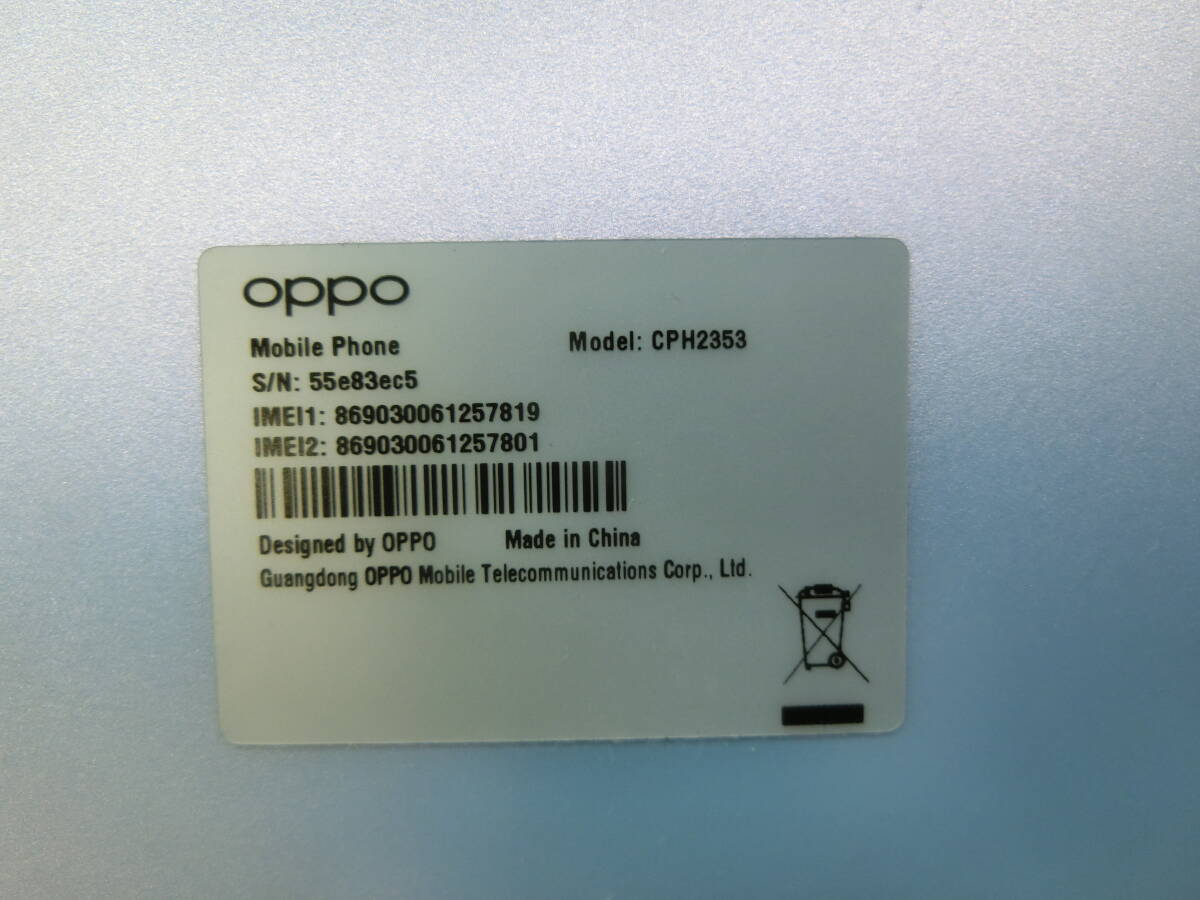 oppo
Mobile Phone Model: CPH2353
S/N: 55e83ec5
IMEI1: 869030061257819
IMEI2: 869030061257801
Designed by OPPO Made in China
Guangdong OPPO Mobile Telecommunications Corp., Ltd.